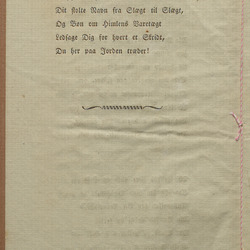 Dit stolte Navn fra Slægt til Slægt,
Og Bøn om Himlens Varetægt
Ledsage Dig for hvert et Skridt,
Du her paa Jorden træder!